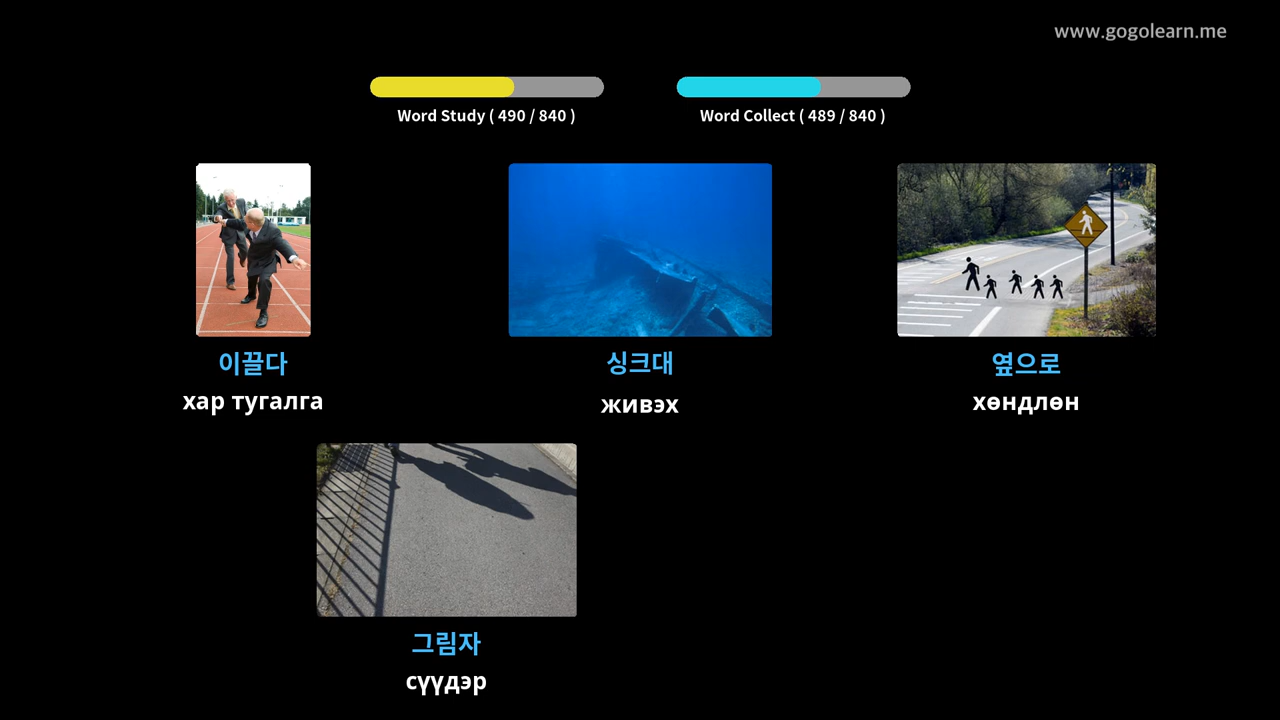 www.gogolearn.me
Word Study ( 490 / 840 )
Word Collect ( 489 / 840 )
이끌다
хар тугалга
싱크대
живэх
옆으로
хөндлөн
그림자
сүүдэр